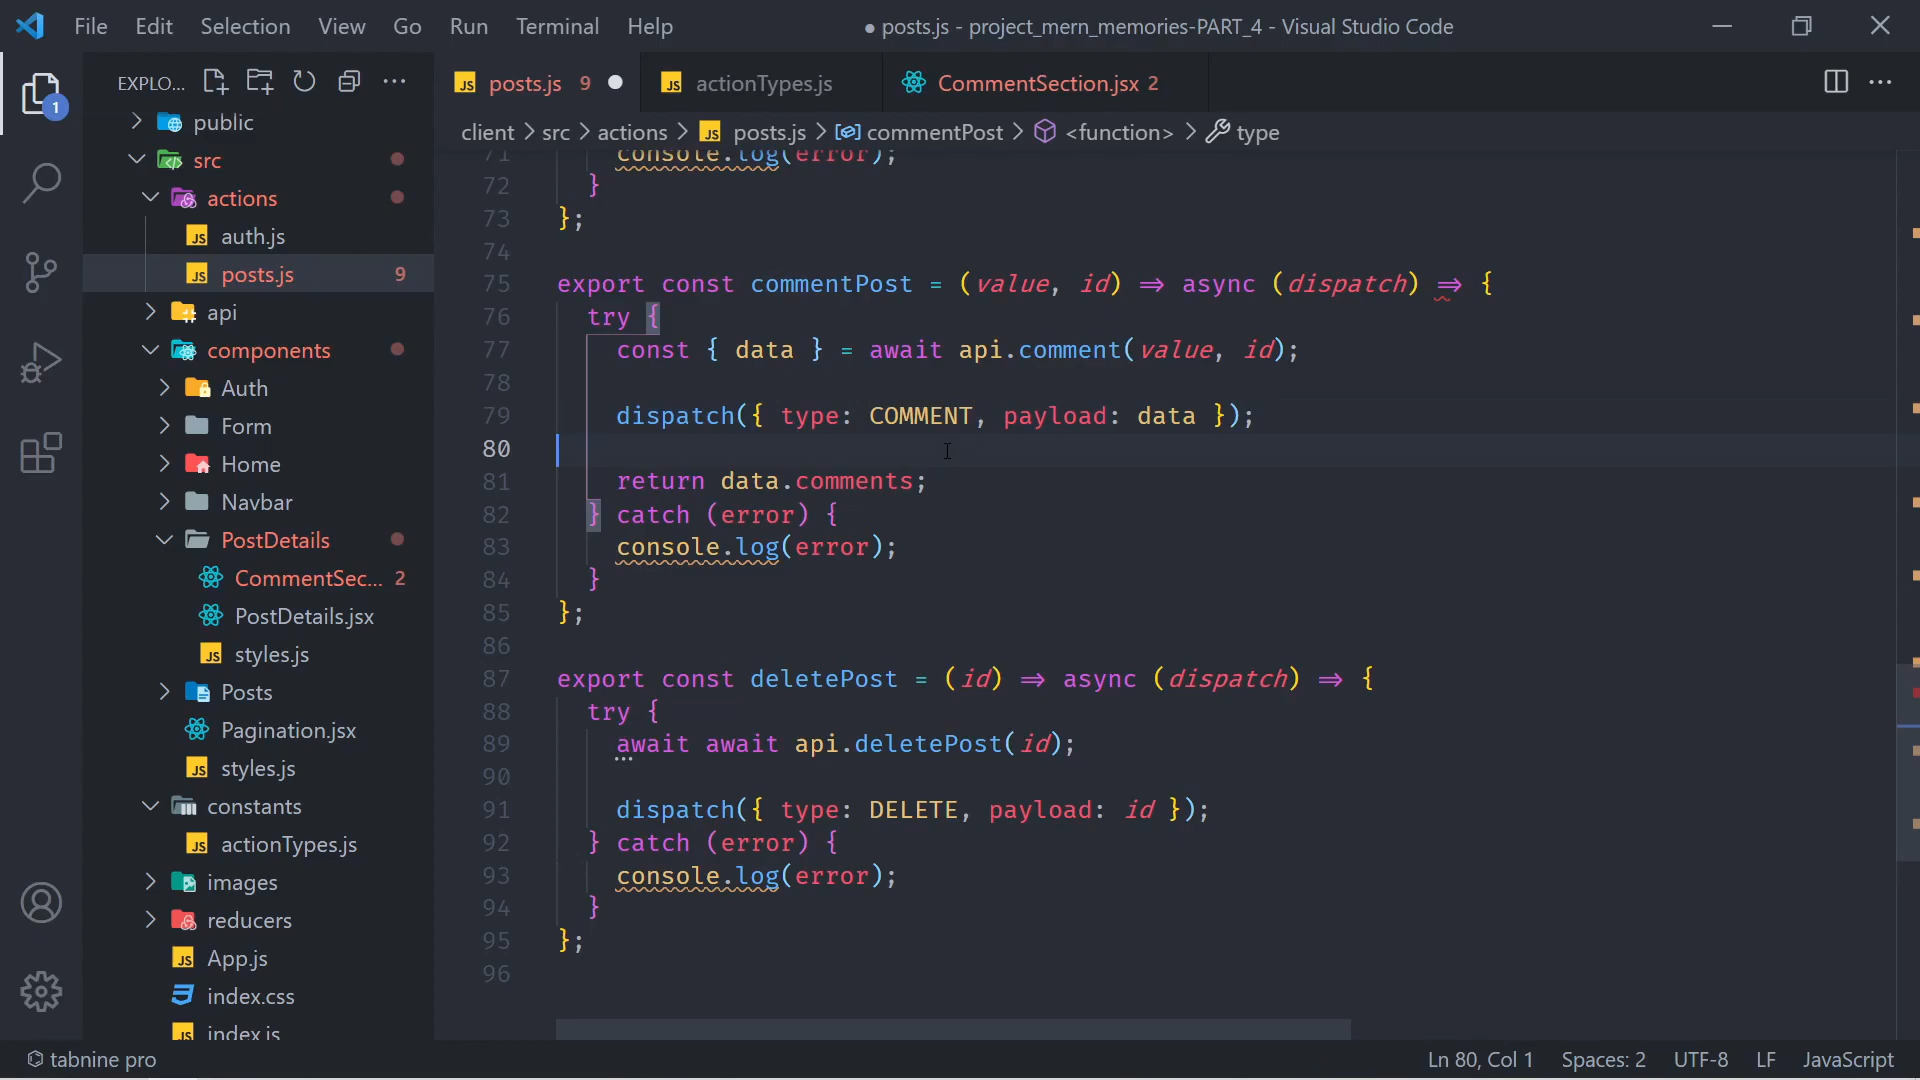 File Edit Selection View Go Run Terminal Help
● posts.js - project_mern_memories-PART_4 - Visual Studio Code
EXPLO...
posts.js 9
actionTypes.js
CommentSection.jsx 2
client > src > actions > posts.js > commentPost > <function> > type
1
public
src
actions
auth.js
posts.js 9
api
components
Auth
Form
Home
Navbar
PostDetails
CommentSec... 2
PostDetails.jsx
styles.js
Posts
Pagination.jsx
styles.js
constants
actionTypes.js
images
reducers
App.js
index.css
index.js
71 console.log(error);
72 }
73 };
74
75 export const commentPost = (value, id) => async (dispatch) => {
76 try {
77 const { data } = await api.comment(value, id);
78
79 dispatch({ type: COMMENT, payload: data });
80
81 return data.comments;
82 } catch (error) {
83 console.log(error);
84 }
85 };
86
87 export const deletePost = (id) => async (dispatch) => {
88 try {
89 await await api.deletePost(id);
90
91 dispatch({ type: DELETE, payload: id });
92 } catch (error) {
93 console.log(error);
94 }
95 };
96
tabnine pro
Ln 80, Col 1 Spaces: 2 UTF-8 LF JavaScript